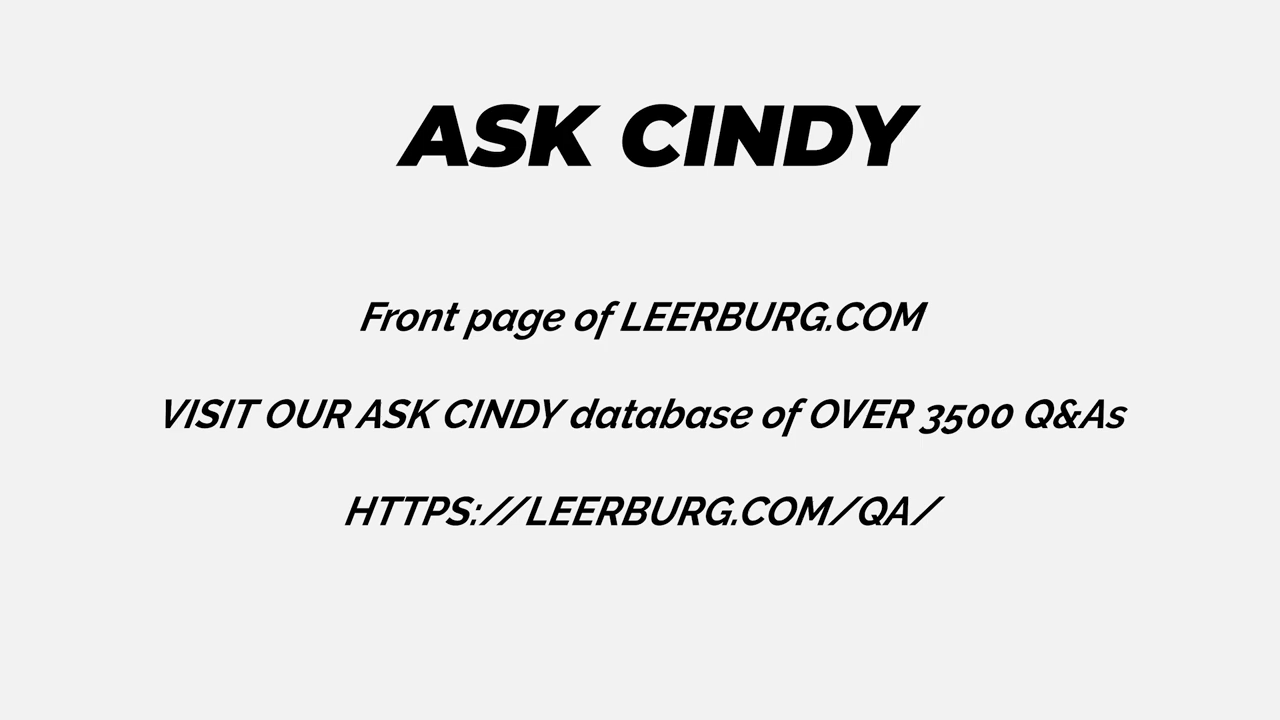 ASK CINDY
Front page of LEERBURG.COM
VISIT OUR ASK CINDY database of OVER 3500 Q&As
HTTPS://LEERBURG.COM/QA/